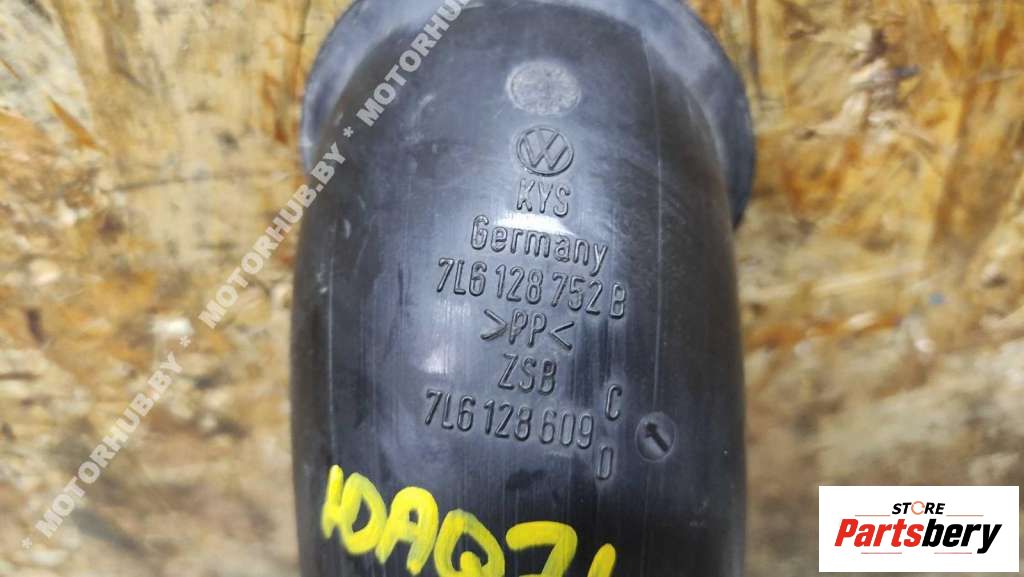 KYS
Germany
7L6 128 752 B
>PP<
ZSB
7L6 128 609 C
D
MOTORHUB.BY * MOTORHUB.BY * MOTORHUB.BY
STORE
Partsbery